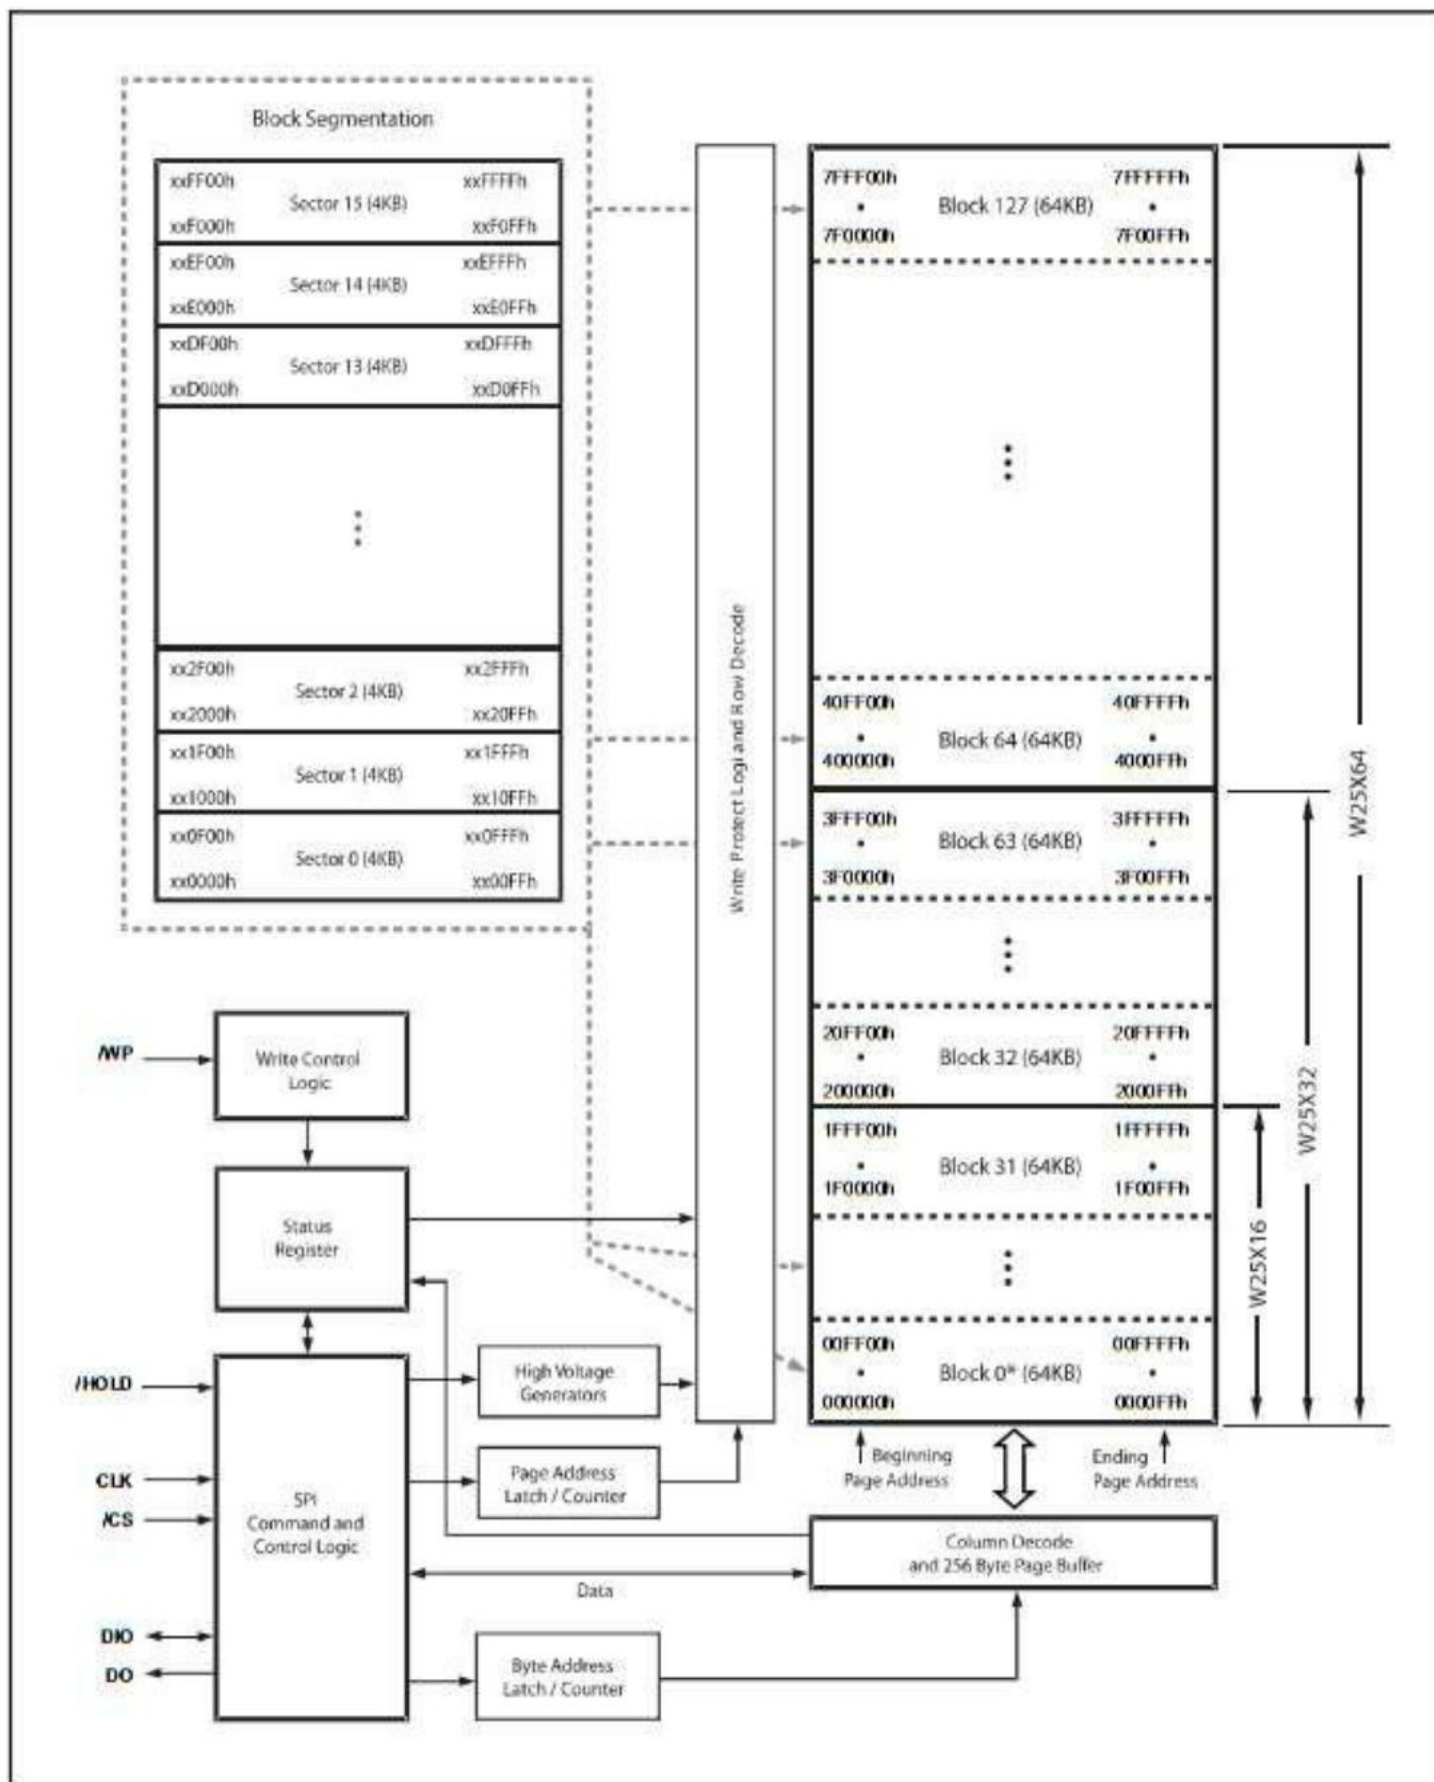 Block Segmentation
xxFF00h xxFFFFh
Sector 15 (4KB)
xxF000h xxF0FFh
xxEF00h xxEFFFh
Sector 14 (4KB)
xxE000h xxE0FFh
xxDF00h xxDFFFh
Sector 13 (4KB)
xxD000h xxD0FFh
xx2F00h xx2FFFh
Sector 2 (4KB)
xx2000h xx20FFh
xx1F00h xx1FFFh
Sector 1 (4KB)
xx1000h xx10FFh
xx0F00h xx0FFFh
Sector 0 (4KB)
xx0000h xx00FFh
Write Protect Logi and Row Decode
7FFF00h 7FFFFFh
Block 127 (64KB)
7F0000h 7F00FFh
40FF00h 40FFFFh
Block 64 (64KB)
400000h 4000FFh
3FFF00h 3FFFFFh
Block 63 (64KB)
3F0000h 3F00FFh
20FF00h 20FFFFh
Block 32 (64KB)
200000h 2000FFh
1FFF00h 1FFFFFh
Block 31 (64KB)
1F0000h 1F00FFh
00FF00h 00FFFFh
Block 0* (64KB)
000000h 0000FFh
W25X16
W25X32
W25X64
Beginning
Page Address
Ending
Page Address
/WP
Write Control
Logic
Status
Register
/HOLD
CLK
/CS
DIO
DO
SPI
Command and
Control Logic
High Voltage
Generators
Page Address
Latch / Counter
Column Decode
and 256 Byte Page Buffer
Data
Byte Address
Latch / Counter